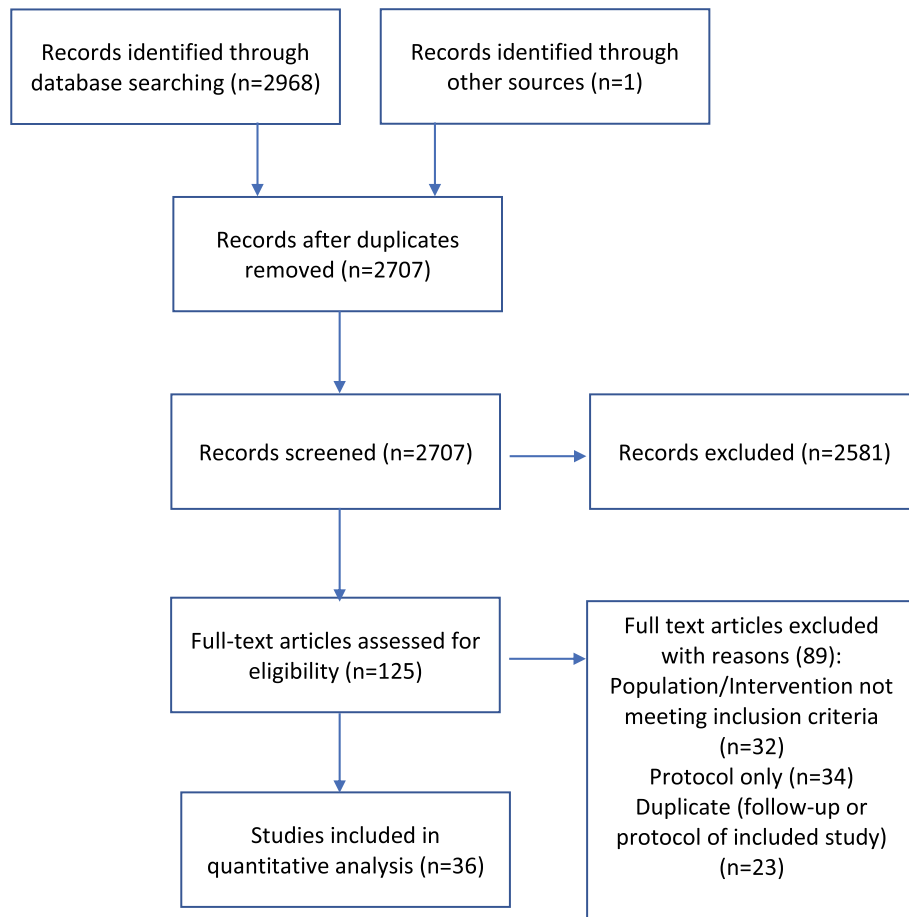 Records identified through
database searching (n=2968)
Records identified through
other sources (n=1)
Records after duplicates
removed (n=2707)
Records screened (n=2707)
Records excluded (n=2581)
Full-text articles assessed for
eligibility (n=125)
Full text articles excluded
with reasons (89):
Population/Intervention not
meeting inclusion criteria
(n=32)
Protocol only (n=34)
Duplicate (follow-up or
protocol of included study)
(n=23)
Studies included in
quantitative analysis (n=36)